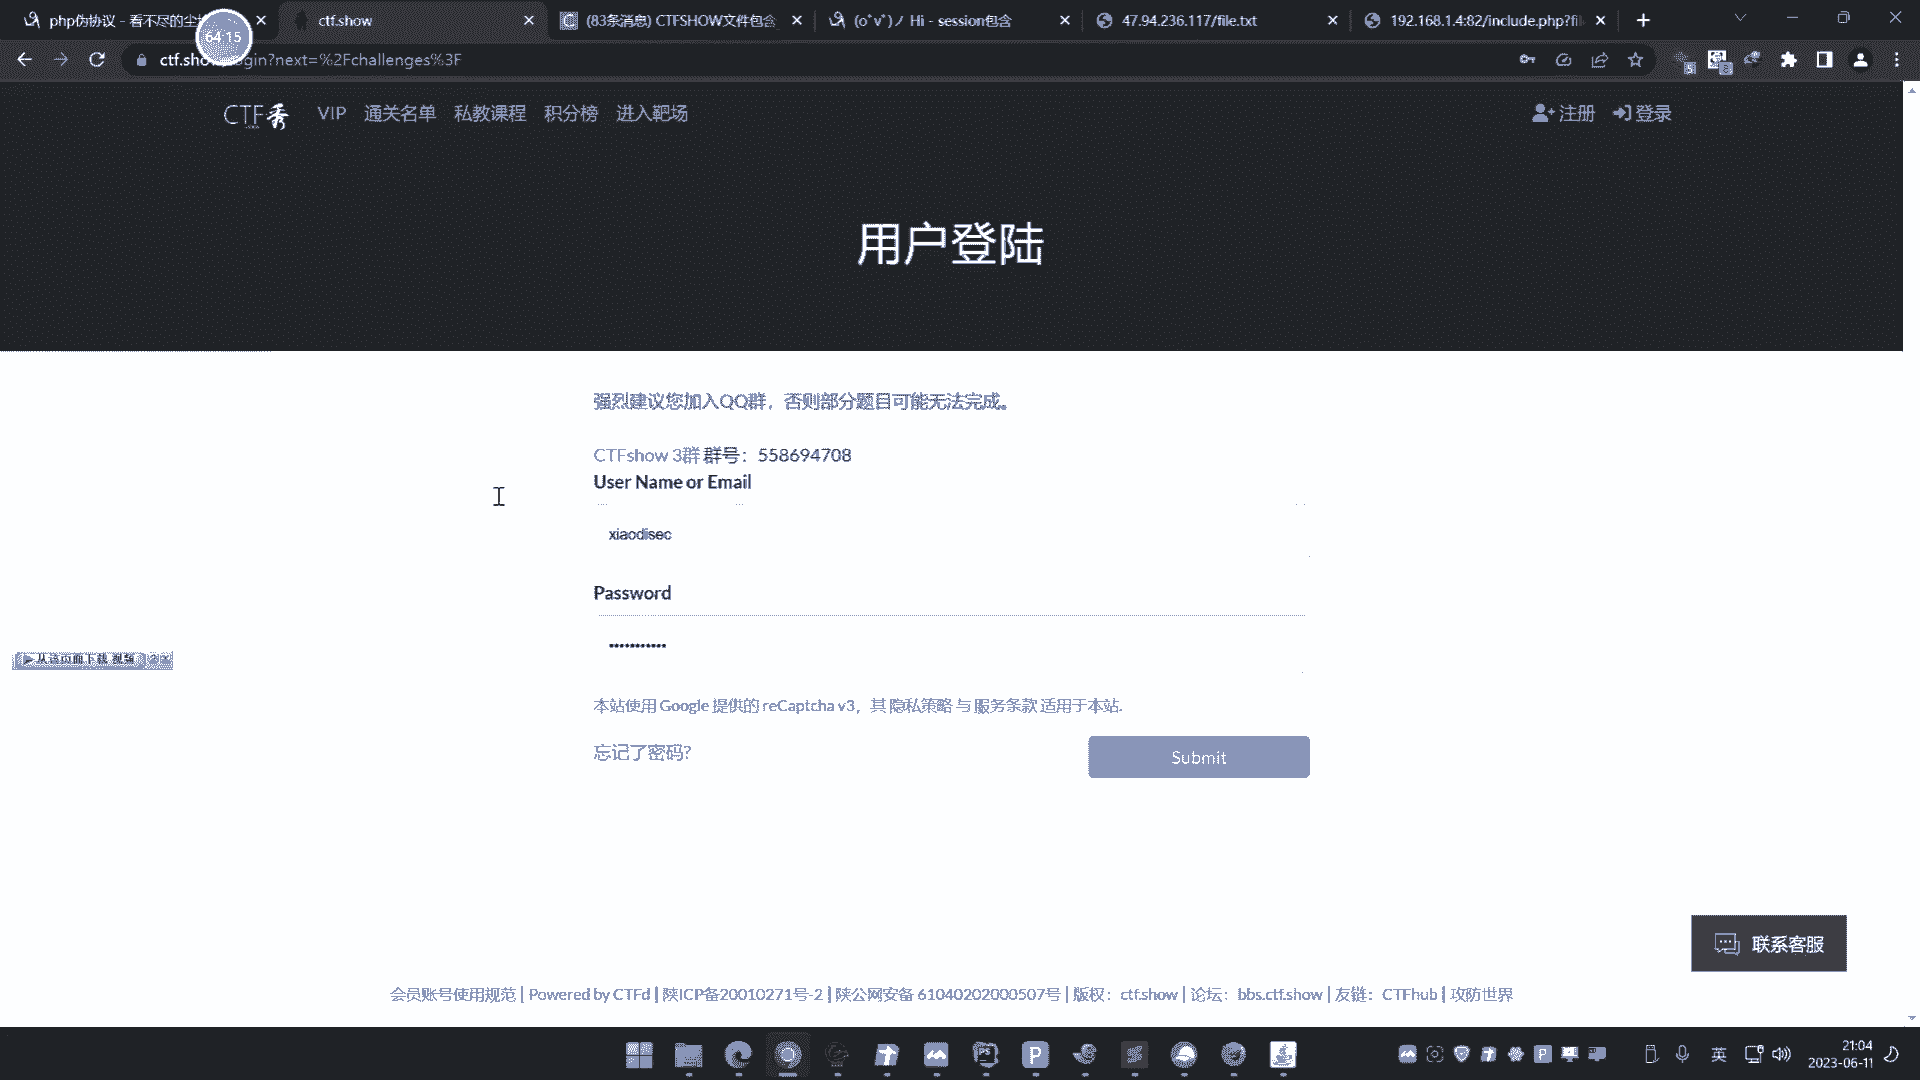 php伪协议 - 看不尽的尘埃
ctf.show
(83条消息) CTFSHOW文件包含
(o˚v˚)ノ Hi - session包含
47.94.236.117/file.txt
192.168.1.4:82/include.php?fi
64:15
ctf.show/login?next=%2Fchallenges%3F
CTF秀
VIP
通关名单
私教课程
积分榜
进入靶场
注册
登录
用户登陆
强烈建议您加入QQ群，否则部分题目可能无法完成。
CTFshow 3群 群号：558694708
User Name or Email
xiaodisec
Password
从该页面下载 视频
本站使用 Google 提供的 reCaptcha v3，其 隐私策略 与 服务条款 适用于本站.
忘记了密码?
Submit
联系客服
会员账号使用规范 | Powered by CTFd | 陕ICP备20010271号-2 | 陕公网安备 61040202000507号 | 版权：ctf.show | 论坛：bbs.ctf.show | 友链：CTFhub | 攻防世界
英
21:04
2023-06-11